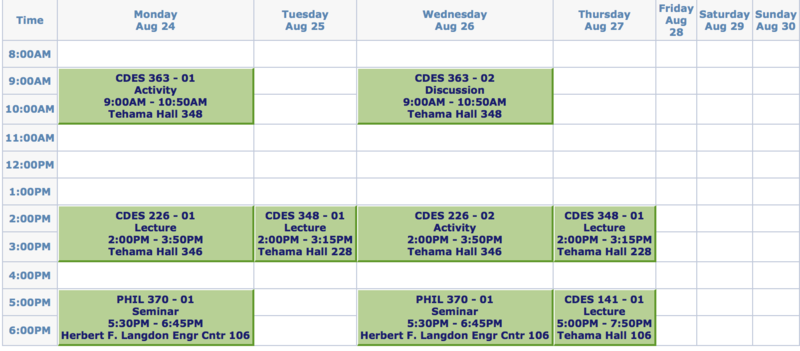 Time
Monday
Aug 24
Tuesday
Aug 25
Wednesday
Aug 26
Thursday
Aug 27
Friday
Aug
28
Saturday
Aug 29
Sunday
Aug 30
8:00AM
9:00AM
CDES 363 - 01
Activity
9:00AM - 10:50AM
Tehama Hall 348
CDES 363 - 02
Discussion
9:00AM - 10:50AM
Tehama Hall 348
10:00AM
11:00AM
12:00PM
1:00PM
2:00PM
CDES 226 - 01
Lecture
2:00PM - 3:50PM
Tehama Hall 346
CDES 348 - 01
Lecture
2:00PM - 3:15PM
Tehama Hall 228
CDES 226 - 02
Activity
2:00PM - 3:50PM
Tehama Hall 346
CDES 348 - 01
Lecture
2:00PM - 3:15PM
Tehama Hall 228
3:00PM
4:00PM
5:00PM
PHIL 370 - 01
Seminar
5:30PM - 6:45PM
Herbert F. Langdon Engr Cntr 106
PHIL 370 - 01
Seminar
5:30PM - 6:45PM
Herbert F. Langdon Engr Cntr 106
CDES 141 - 01
Lecture
5:00PM - 7:50PM
Tehama Hall 106
6:00PM